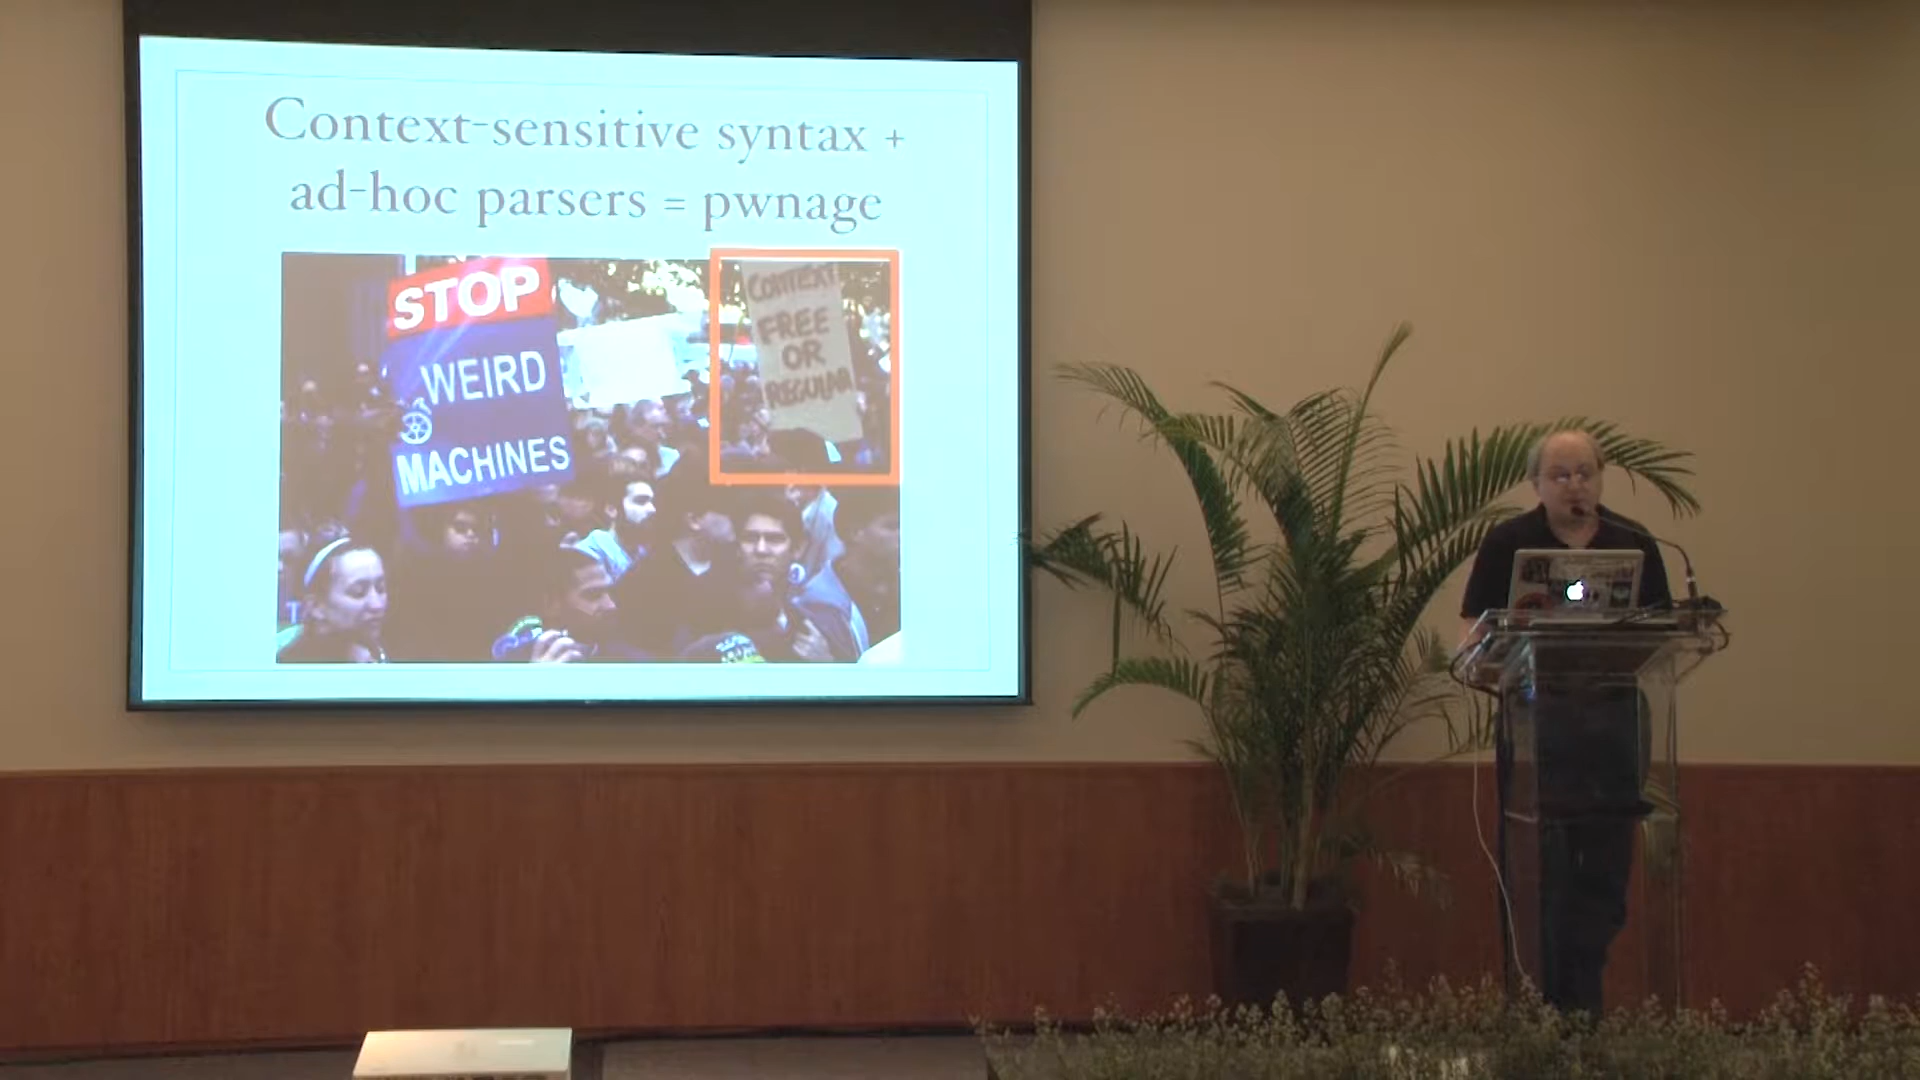 Context-sensitive syntax +
ad-hoc parsers = pwnage
STOP
WEIRD
MACHINES
CONTEXT
FREE
OR
REGULAR